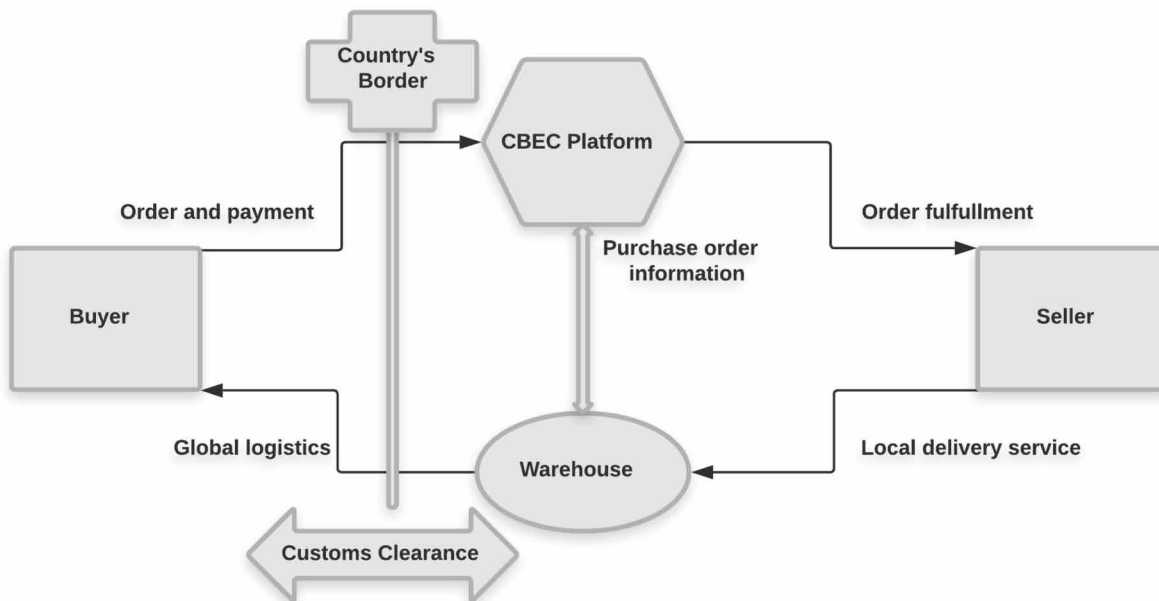 Country's
Border
CBEC Platform
Order and payment
Order fulfullment
Purchase order
information
Buyer
Seller
Global logistics
Local delivery service
Warehouse
Customs Clearance